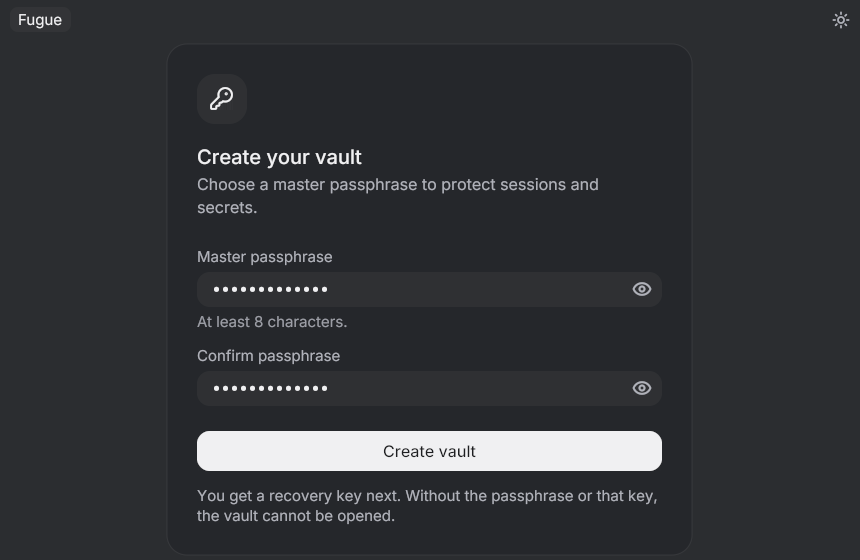 Fugue
Create your vault
Choose a master passphrase to protect sessions and
secrets.
Master passphrase
•••••••••••••
At least 8 characters.
Confirm passphrase
•••••••••••••
Create vault
You get a recovery key next. Without the passphrase or that key,
the vault cannot be opened.